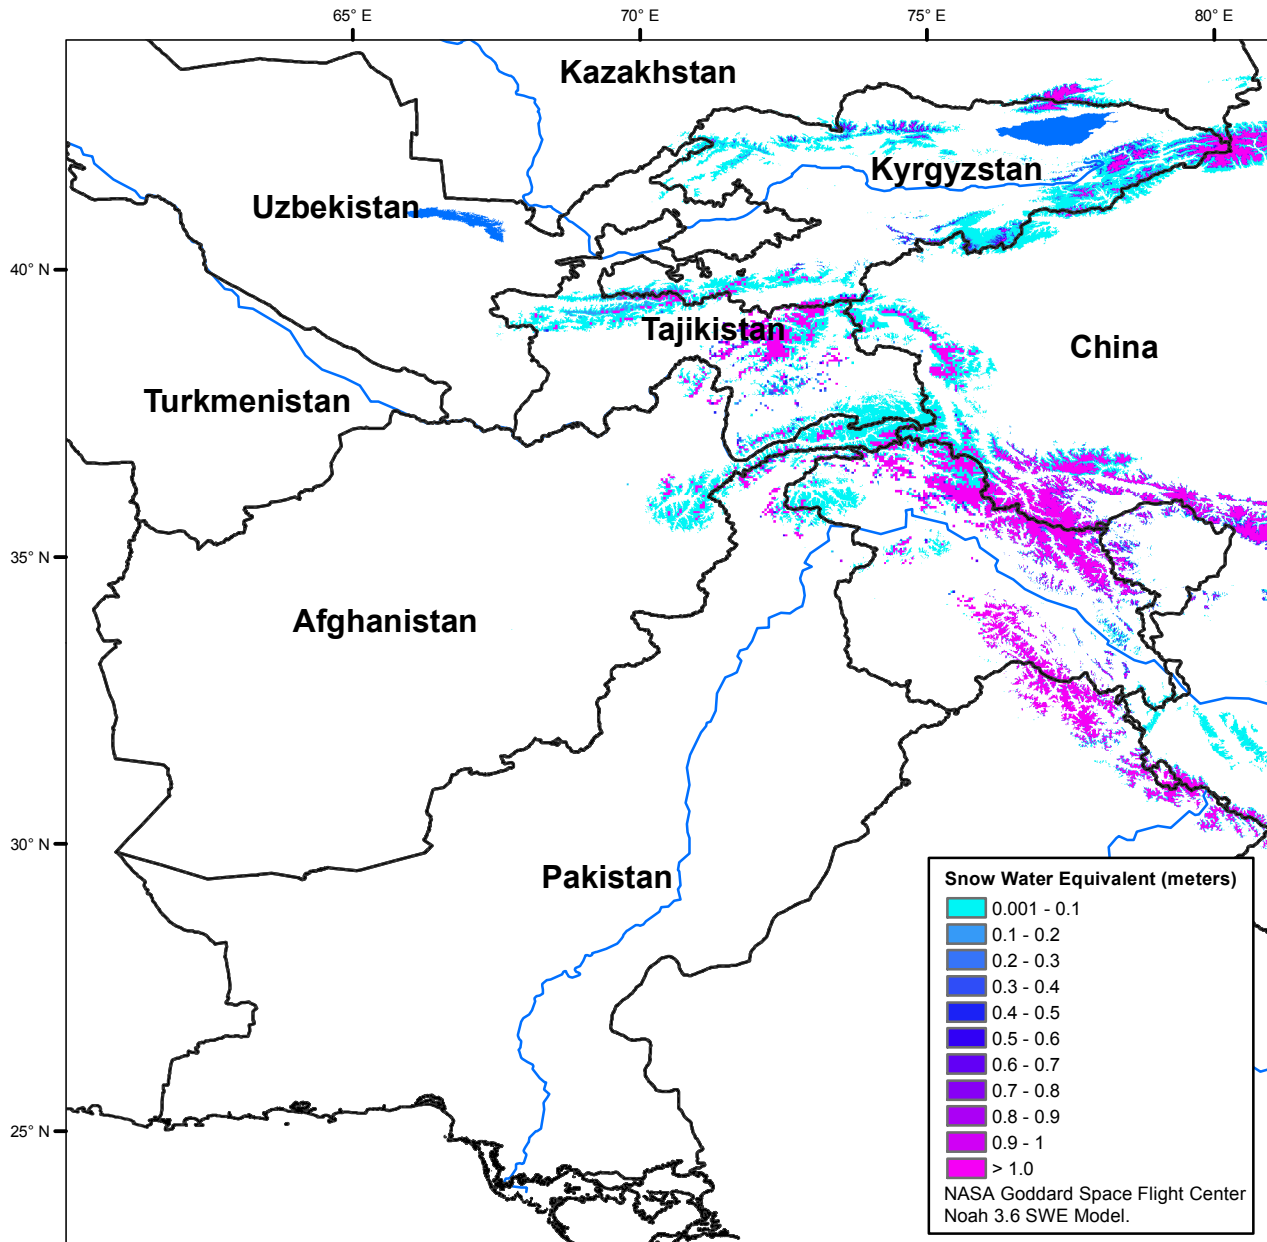 65° E
70° E
75° E
80° E
Kazakhstan
Kyrgyzstan
Uzbekistan
40° N
Tajikistan
China
Turkmenistan
35° N
Afghanistan
30° N
Pakistan
25° N
Snow Water Equivalent (meters)
0.001 - 0.1
0.1 - 0.2
0.2 - 0.3
0.3 - 0.4
0.4 - 0.5
0.5 - 0.6
0.6 - 0.7
0.7 - 0.8
0.8 - 0.9
0.9 - 1
> 1.0
NASA Goddard Space Flight Center
Noah 3.6 SWE Model.